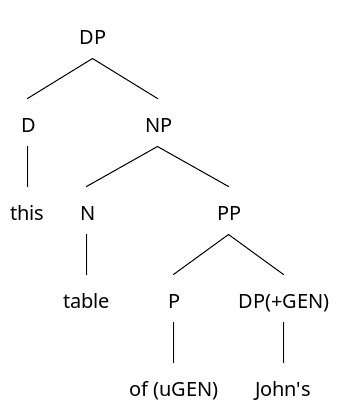 DP
D NP
this N PP
table P DP(+GEN)
of (uGEN) John's